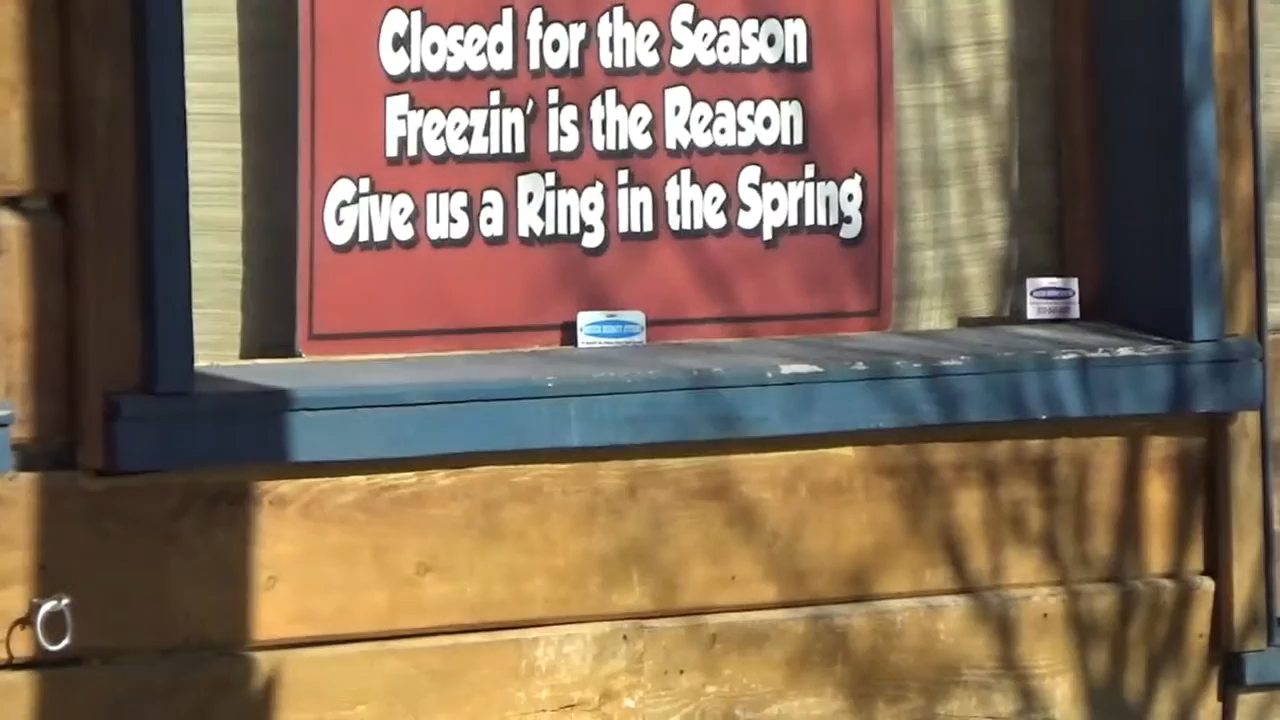 Closed for the Season
Freezin' is the Reason
Give us a Ring in the Spring